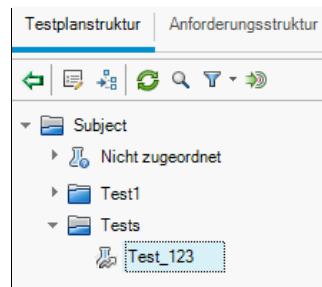 Testplanstruktur Anforderungsstruktur
Subject
Nicht zugeordnet
Test1
Tests
Test_123